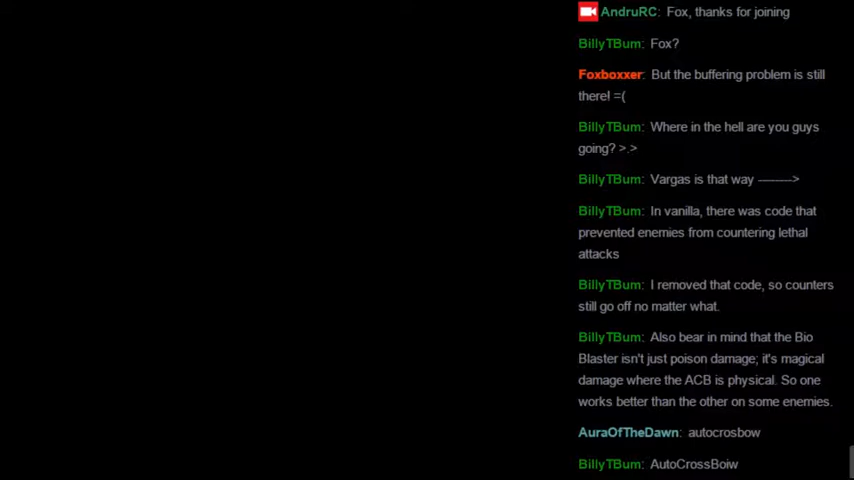 AndruRC: Fox, thanks for joining
BillyTBum: Fox?
Foxboxxer: But the buffering problem is still
there! =(
BillyTBum: Where in the hell are you guys
going? >.>
BillyTBum: Vargas is that way -------->
BillyTBum: In vanilla, there was code that
prevented enemies from countering lethal
attacks
BillyTBum: I removed that code, so counters
still go off no matter what.
BillyTBum: Also bear in mind that the Bio
Blaster isn't just poison damage; it's magical
damage where the ACB is physical. So one
works better than the other on some enemies.
AuraOfTheDawn: autocrosbow
BillyTBum: AutoCrossBoiw